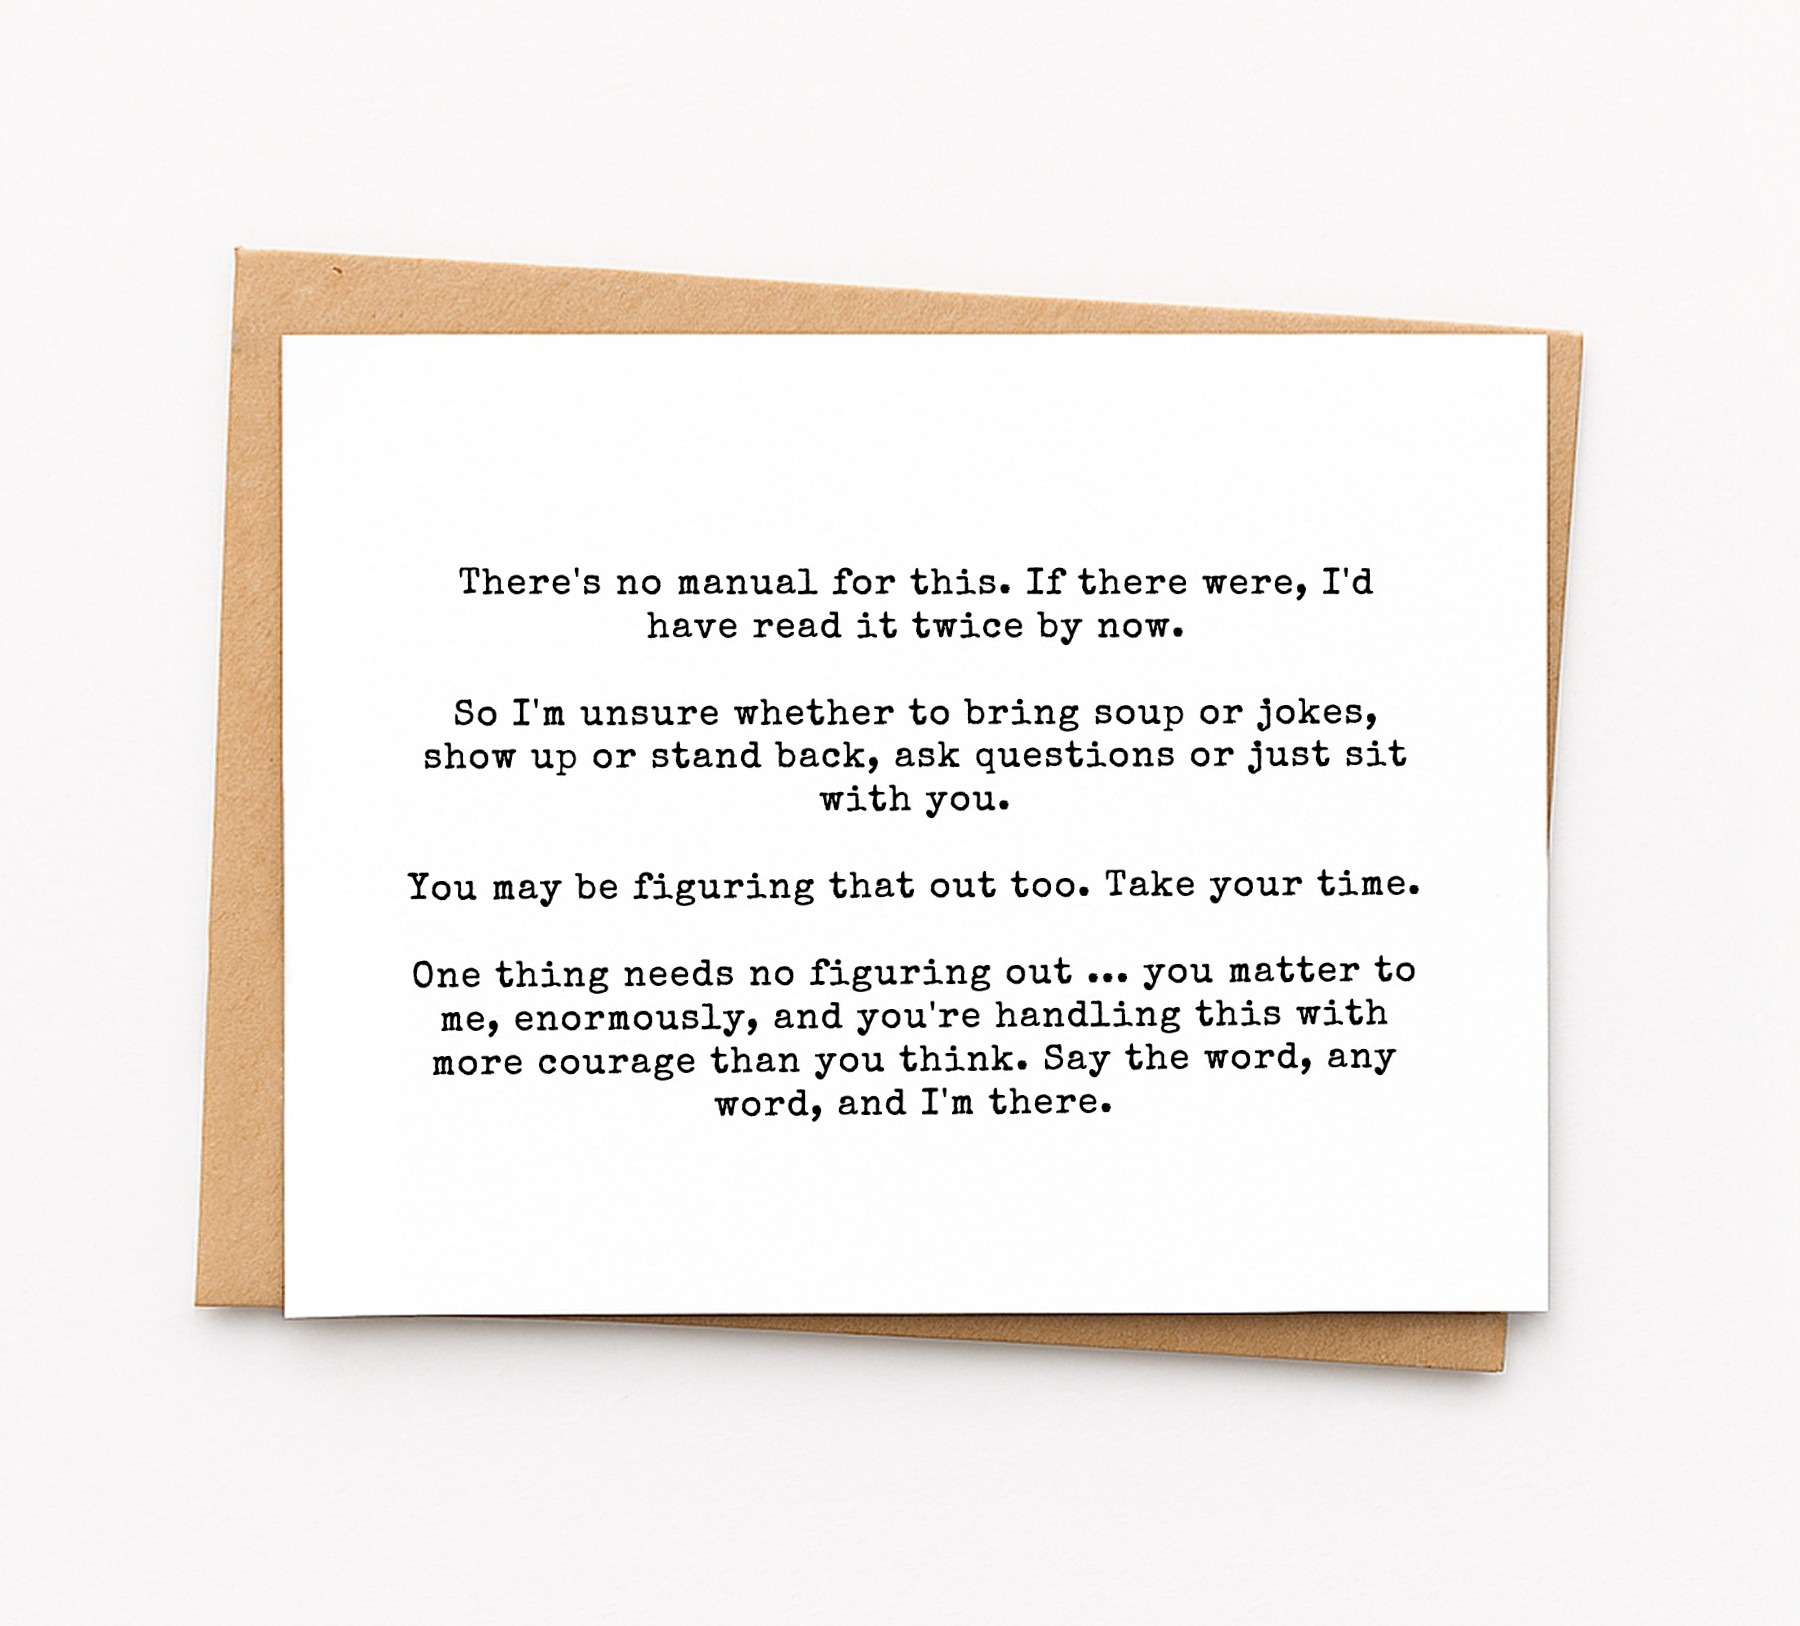 There's no manual for this. If there were, I'd
have read it twice by now.
So I'm unsure whether to bring soup or jokes,
show up or stand back, ask questions or just sit
with you.
You may be figuring that out too. Take your time.
One thing needs no figuring out ... you matter to
me, enormously, and you're handling this with
more courage than you think. Say the word, any
word, and I'm there.